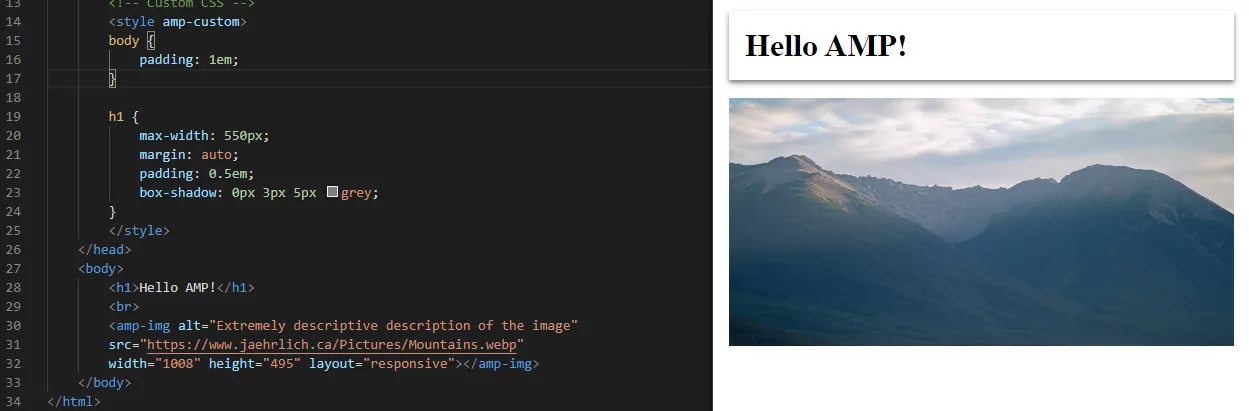 13 <!-- Custom CSS -->
14 <style amp-custom>
15 body {
16 padding: 1em;
17 }
18
19 h1 {
20 max-width: 550px;
21 margin: auto;
22 padding: 0.5em;
23 box-shadow: 0px 3px 5px grey;
24 }
25 </style>
26 </head>
27 <body>
28 <h1>Hello AMP!</h1>
29 <br>
30 <amp-img alt="Extremely descriptive description of the image"
31 src="https://www.jaehrlich.ca/Pictures/Mountains.webp"
32 width="1008" height="495" layout="responsive"></amp-img>
33 </body>
34 </html>
Hello AMP!